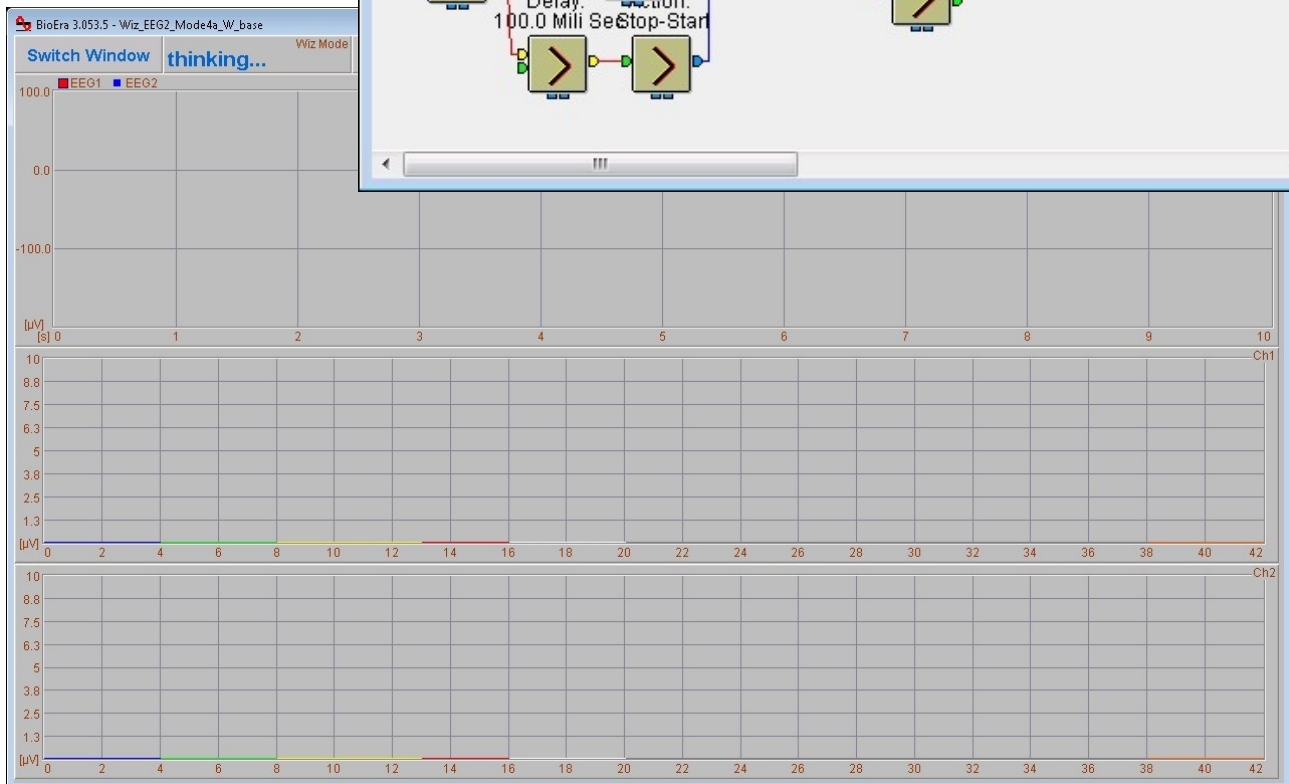 BioEra 3.053.5 - Wiz_EEG2_Mode4a_W_base
Delay:
100.0 Mili Sec
Stop-Start
Switch Window
thinking...
Wiz Mode
EEG1 EEG2
100.0
0.0
-100.0
[µV]
[s] 0 1 2 3 4 5 6 7 8 9 10
Ch1
10
8.8
7.5
6.3
5
3.8
2.5
1.3
[µV]
0 2 4 6 8 10 12 14 16 18 20 22 24 26 28 30 32 34 36 38 40 42
Ch2
10
8.8
7.5
6.3
5
3.8
2.5
1.3
[µV]
0 2 4 6 8 10 12 14 16 18 20 22 24 26 28 30 32 34 36 38 40 42